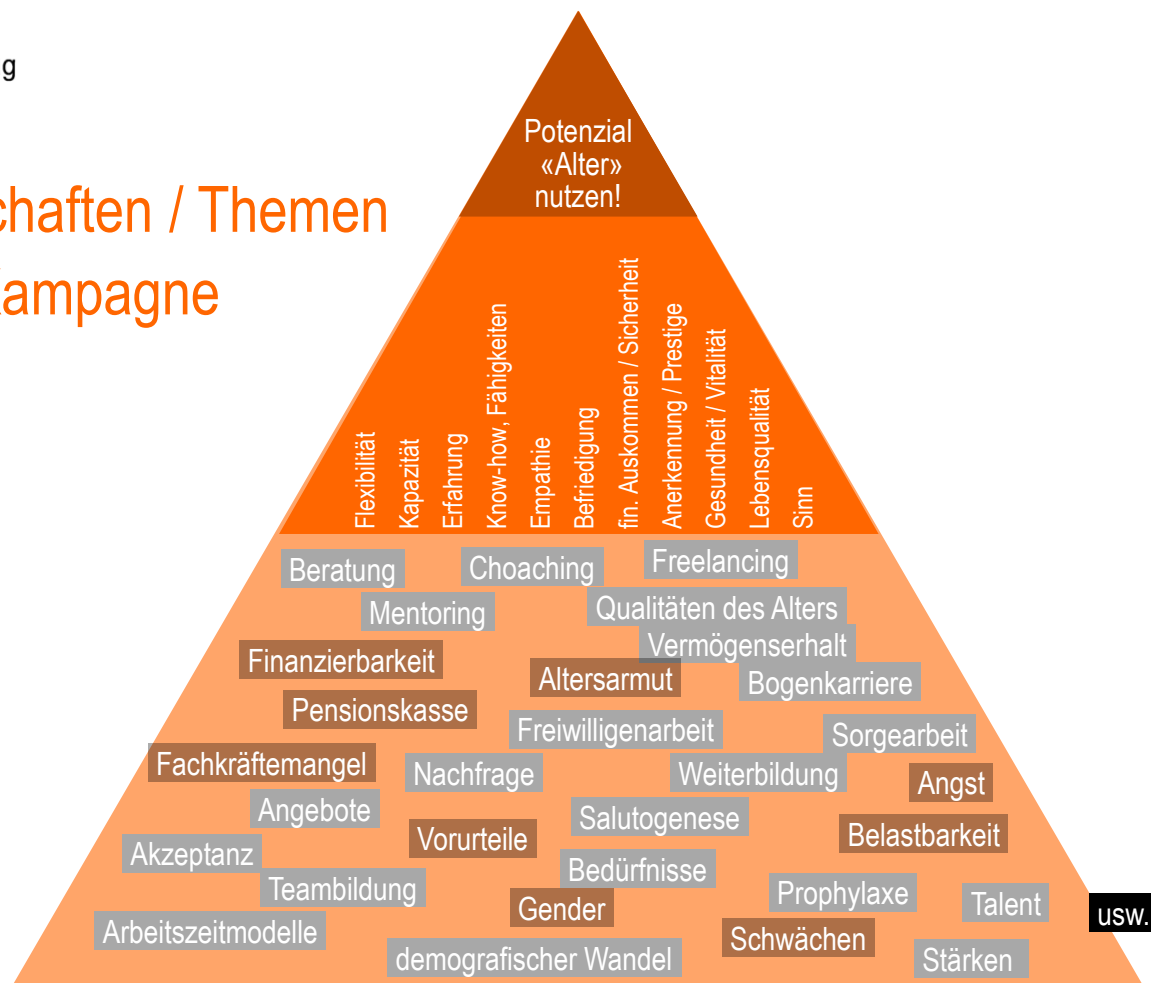 g
chaften / Themen
ampagne
Potenzial
«Alter»
nutzen!
Flexibilität
Kapazität
Erfahrung
Know-how, Fähigkeiten
Empathie
Befriedigung
fin. Auskommen / Sicherheit
Anerkennung / Prestige
Gesundheit / Vitalität
Lebensqualität
Sinn
Beratung
Choaching
Freelancing
Mentoring
Qualitäten des Alters
Vermögenserhalt
Finanzierbarkeit
Altersarmut
Bogenkarriere
Pensionskasse
Freiwilligenarbeit
Sorgearbeit
Fachkräftemangel
Nachfrage
Weiterbildung
Angst
Angebote
Salutogenese
Vorurteile
Belastbarkeit
Akzeptanz
Bedürfnisse
Teambildung
Prophylaxe
Talent
Gender
usw.
Arbeitszeitmodelle
Schwächen
demografischer Wandel
Stärken